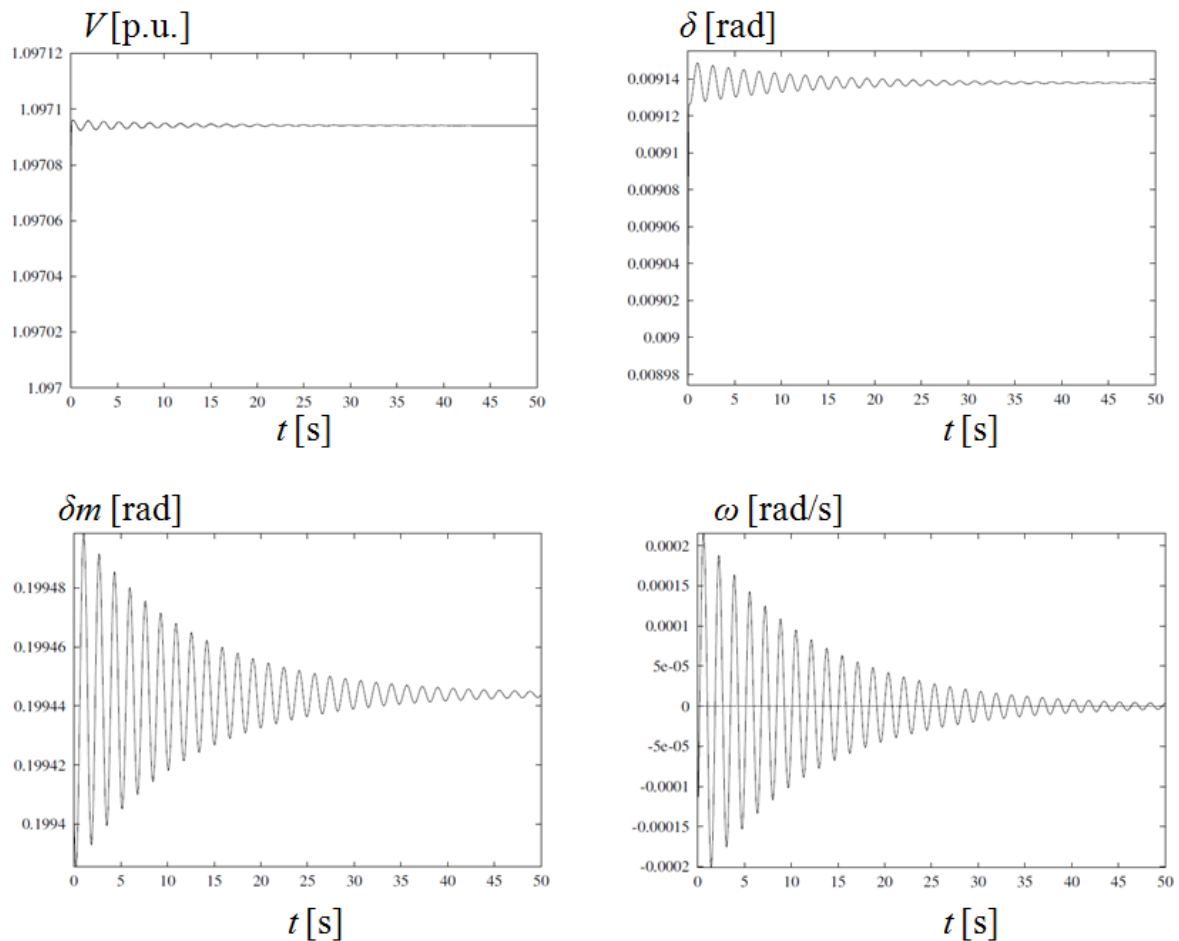 V [p.u.]
1.09712
1.0971
1.09708
1.09706
1.09704
1.09702
1.097
0 5 10 15 20 25 30 35 40 45 50
t [s]
δ [rad]
0.00914
0.00912
0.0091
0.00908
0.00906
0.00904
0.00902
0.009
0.00898
0 5 10 15 20 25 30 35 40 45 50
t [s]
δm [rad]
0.19948
0.19946
0.19944
0.19942
0.1994
0 5 10 15 20 25 30 35 40 45 50
t [s]
ω [rad/s]
0.0002
0.00015
0.0001
5e-05
0
-5e-05
-0.0001
-0.00015
-0.0002
0 5 10 15 20 25 30 35 40 45 50
t [s]